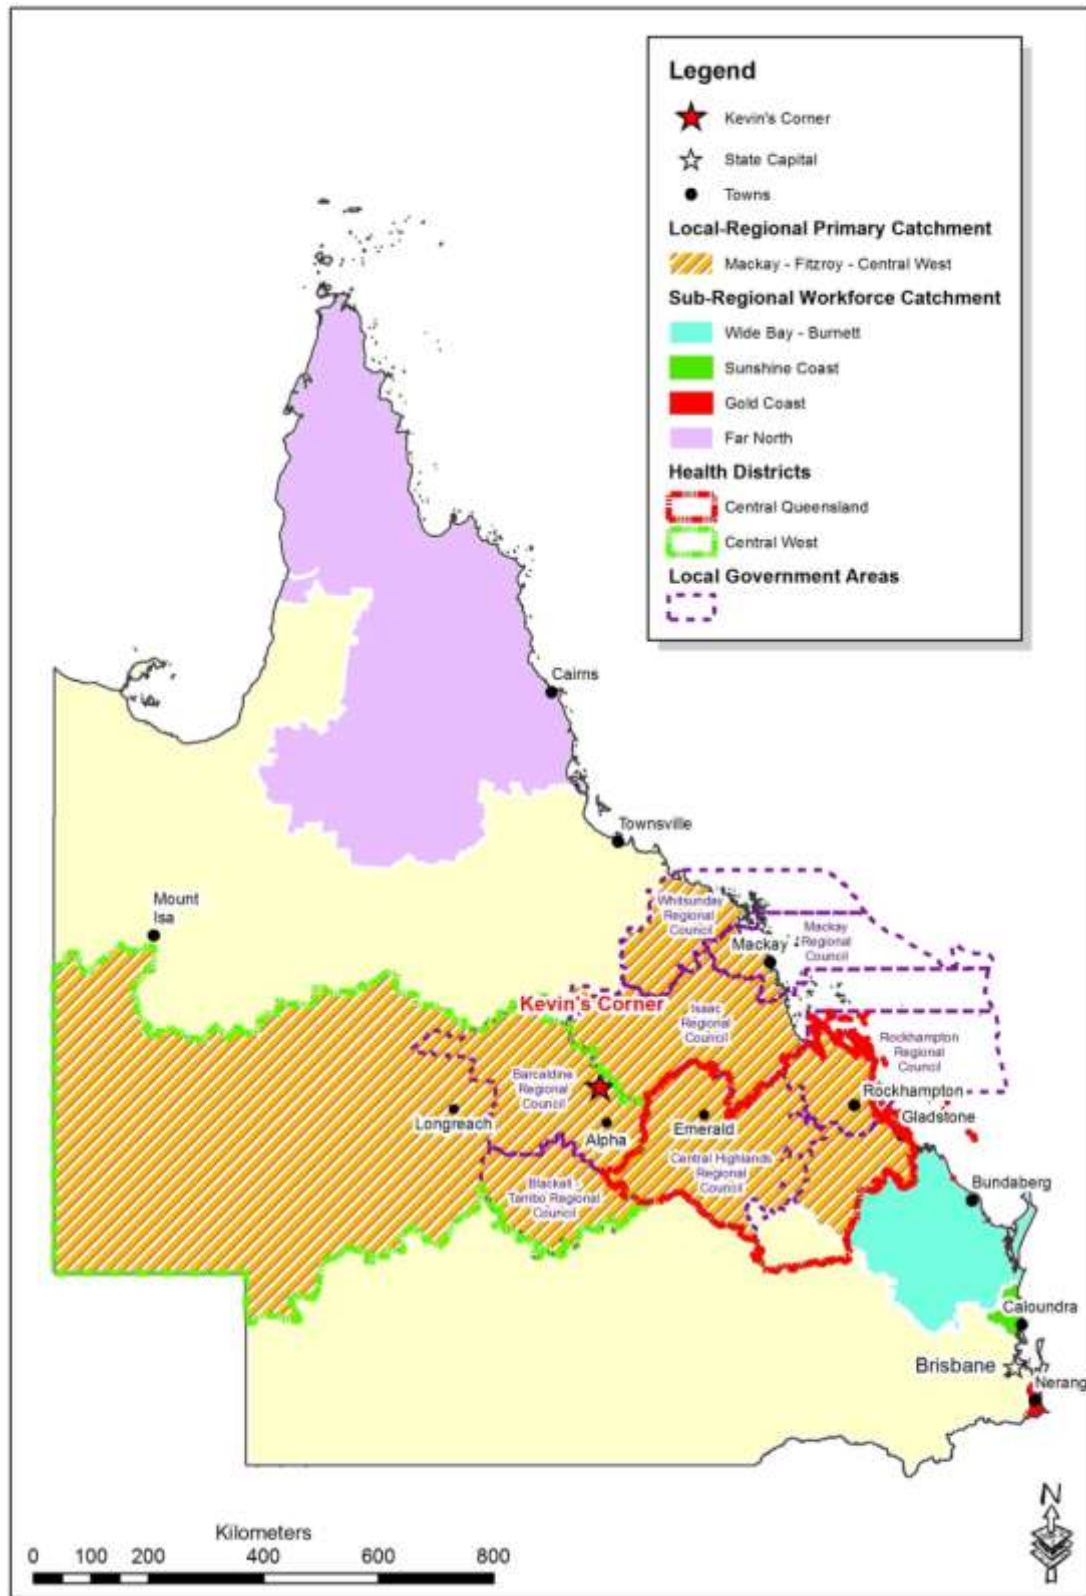 Legend
Kevin's Corner
State Capital
Towns
Local-Regional Primary Catchment
Mackay - Fitzroy - Central West
Sub-Regional Workforce Catchment
Wide Bay - Burnett
Sunshine Coast
Gold Coast
Far North
Health Districts
Central Queensland
Central West
Local Government Areas
Cairns
Townsville
Mount
Isa
Whitsunday
Regional
Council
Mackay
Mackay
Regional
Council
Kevin's Corner
Isaac
Regional
Council
Rockhampton
Regional
Council
Barcaldine
Regional
Council
Rockhampton
Longreach
Alpha
Emerald
Gladstone
Central Highlands
Regional
Council
Blackall -
Tambo Regional
Council
Bundaberg
Caloundra
Brisbane
Nerang
N
Kilometers
0 100 200 400 600 800